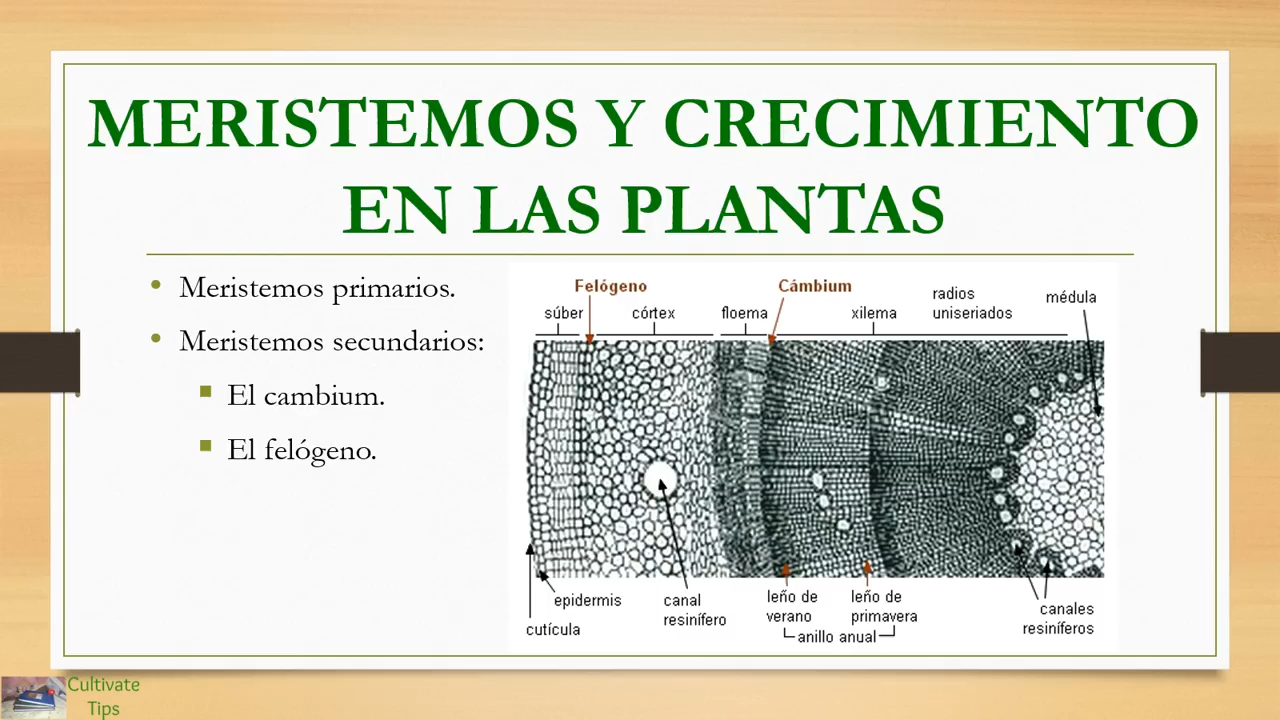 MERISTEMOS Y CRECIMIENTO
EN LAS PLANTAS
• Meristemos primarios.
• Meristemos secundarios:
▪ El cambium.
▪ El felógeno.
Felógeno
Cámbium
súber
córtex
floema
xilema
radios
uniseriados
médula
epidermis
cutícula
canal
resinífero
leño de
verano
leño de
primavera
anillo anual
canales
resiníferos
Cultivate
Tips